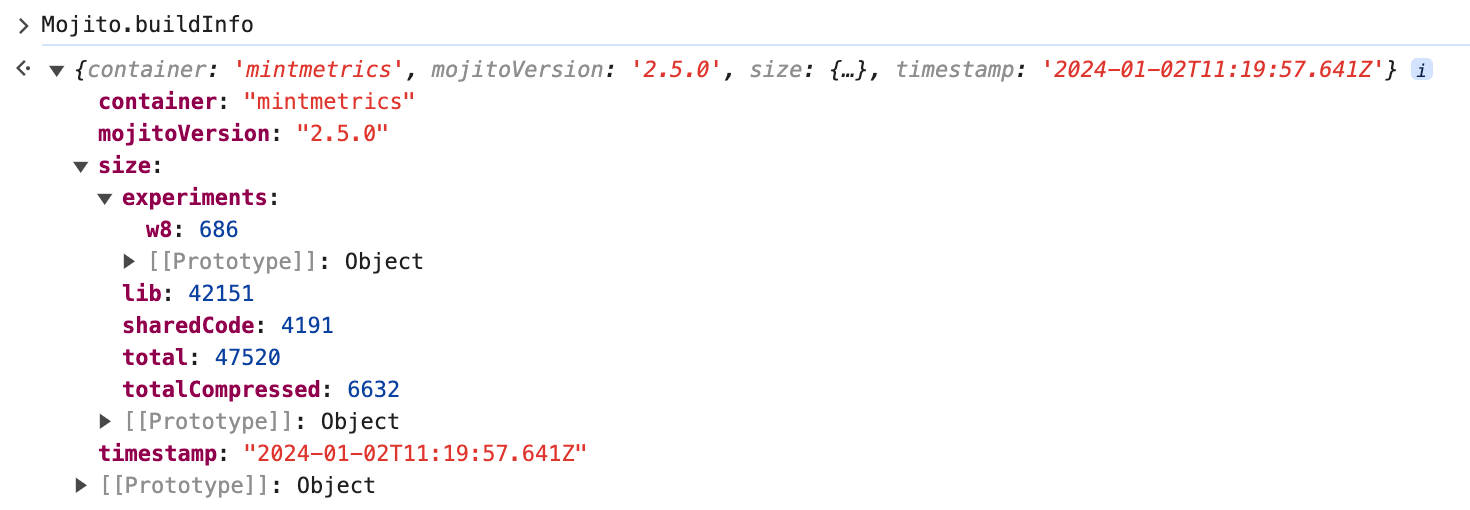 Mojito.buildInfo
{container: 'mintmetrics', mojitoVersion: '2.5.0', size: {…}, timestamp: '2024-01-02T11:19:57.641Z'} i
container: "mintmetrics"
mojitoVersion: "2.5.0"
size:
experiments:
w8: 686
[[Prototype]]: Object
lib: 42151
sharedCode: 4191
total: 47520
totalCompressed: 6632
[[Prototype]]: Object
timestamp: "2024-01-02T11:19:57.641Z"
[[Prototype]]: Object